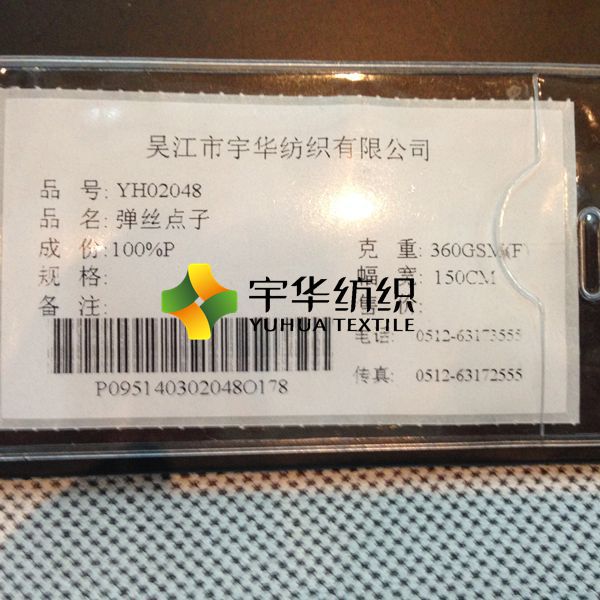 吴江市宇华纺织有限公司
品 号: YH02048
品 名: 弹丝点子
成 份: 100%P 克 重: 360GSM(F)
规 格: 幅 宽: 150CM
备 注: 售
宇华纺织
YUHUA TEXTILE
电话: 0512-63173555
P095140302048O178 传真: 0512-63172555